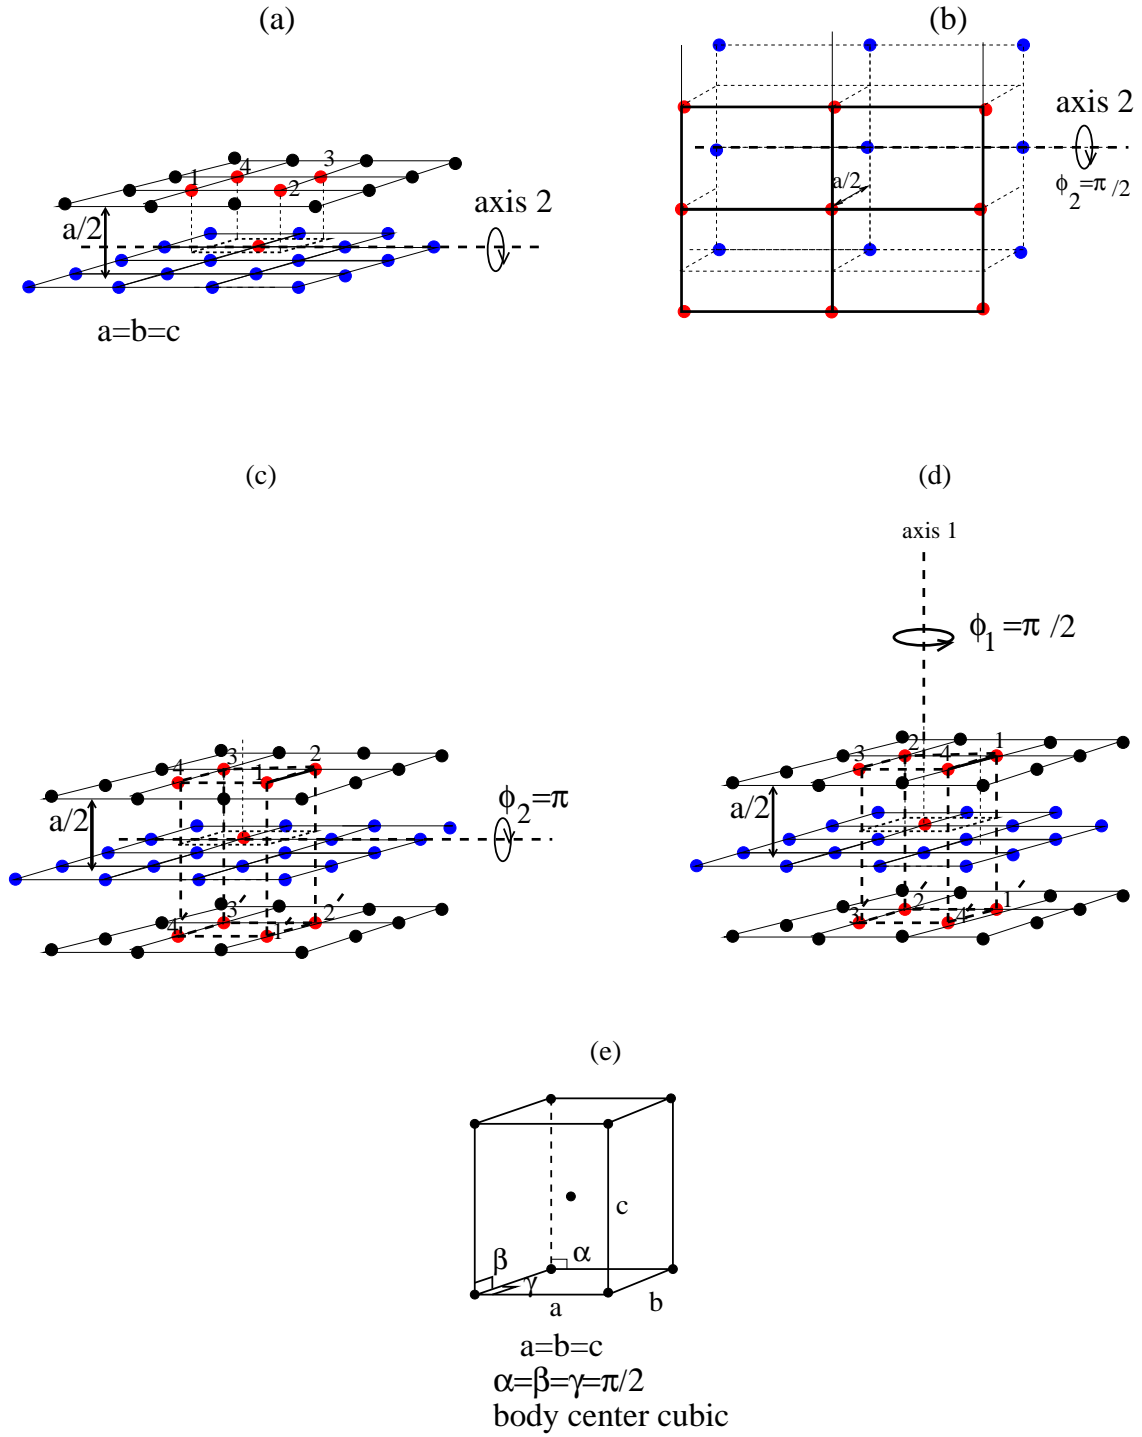 (a)
(b)
axis 2
a/2
ϕ₂=π/2
1
4
3
2
axis 2
a/2
a=b=c
(c)
(d)
axis 1
ϕ₁=π/2
4
3
1
2
ϕ₂=π
a/2
4′
3′
1′
2′
3
2
4
1
a/2
3′
2′
4′
1′
(e)
c
β
α
γ
a
b
a=b=c
α=β=γ=π/2
body center cubic